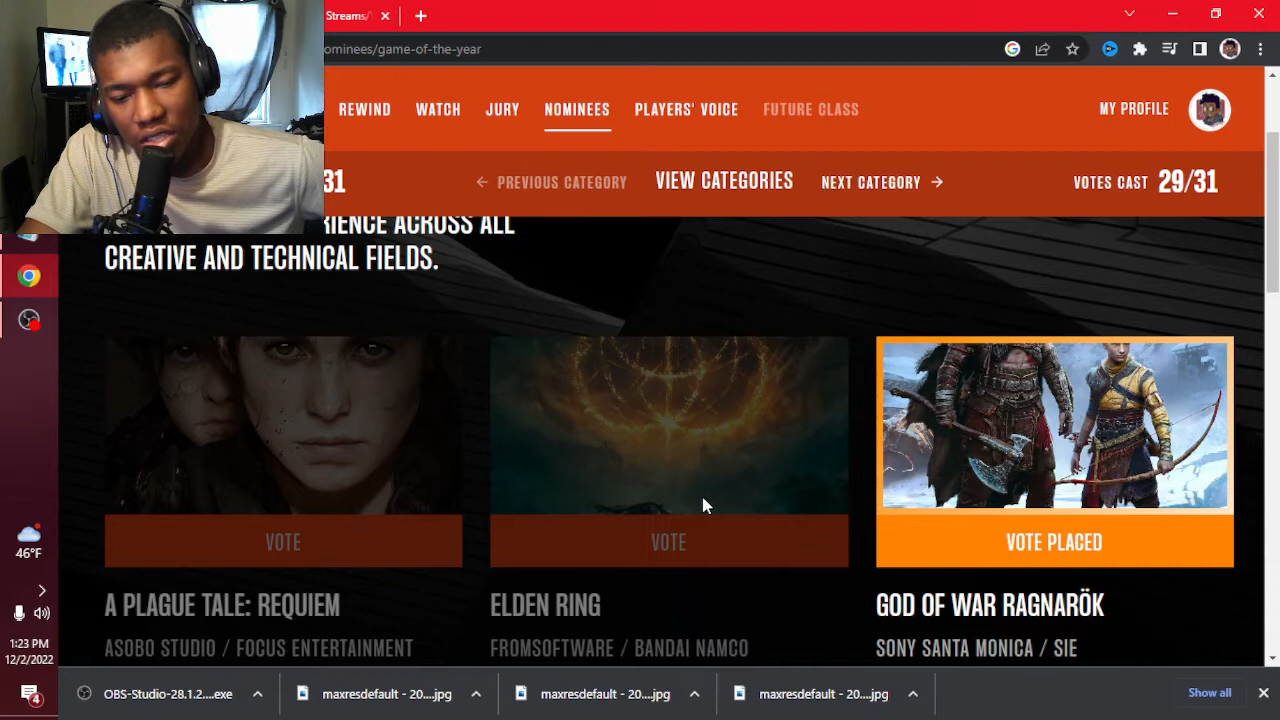 Streams/
ominees/game-of-the-year
REWIND WATCH JURY NOMINEES PLAYERS' VOICE FUTURE CLASS MY PROFILE
31 ← PREVIOUS CATEGORY VIEW CATEGORIES NEXT CATEGORY → VOTES CAST 29/31
RIENCE ACROSS ALL
CREATIVE AND TECHNICAL FIELDS.
VOTE VOTE VOTE PLACED
A PLAGUE TALE: REQUIEM ELDEN RING GOD OF WAR RAGNARÖK
ASOBO STUDIO / FOCUS ENTERTAINMENT FROMSOFTWARE / BANDAI NAMCO SONY SANTA MONICA / SIE
46°F
1:23 PM
12/2/2022
4
OBS-Studio-28.1.2....exe maxresdefault - 20....jpg maxresdefault - 20....jpg maxresdefault - 20....jpg Show all